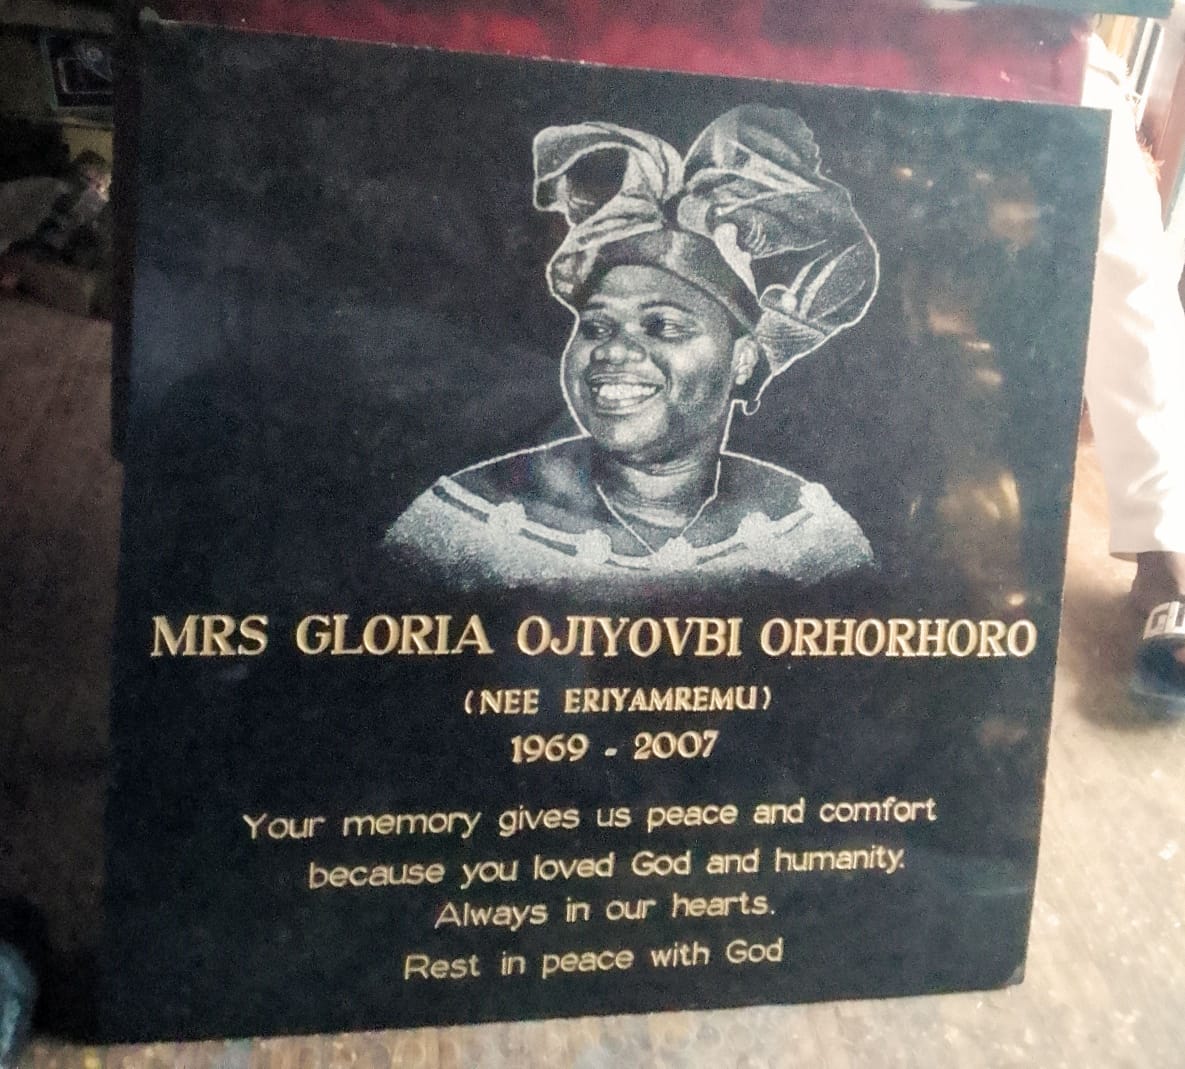 MRS GLORIA OJIYOVBI ORHORHORO
(NEE ERIYAMREMU)
1969 - 2007
Your memory gives us peace and comfort
because you loved God and humanity.
Always in our hearts.
Rest in peace with God